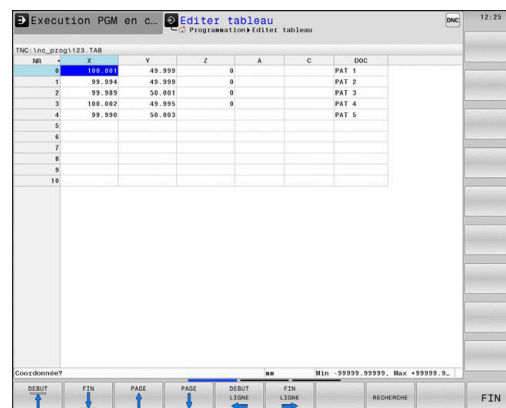 Execution PGM en c... Editer tableau DNC 12:25
Programmation Editer tableau
TNC:\nc_prog\123.TAB
NR X Y Z A C DOC
0 100.001 49.999 0 PAT 1
1 99.994 49.999 0 PAT 2
2 99.989 50.001 0 PAT 3
3 100.002 49.995 0 PAT 4
4 99.990 50.003 PAT 5
5
6
7
8
9
10
Coordonnée? mm Min -99999.99999, Max +99999.9…
DEBUT FIN PAGE PAGE DEBUT LIGNE FIN LIGNE RECHERCHE FIN